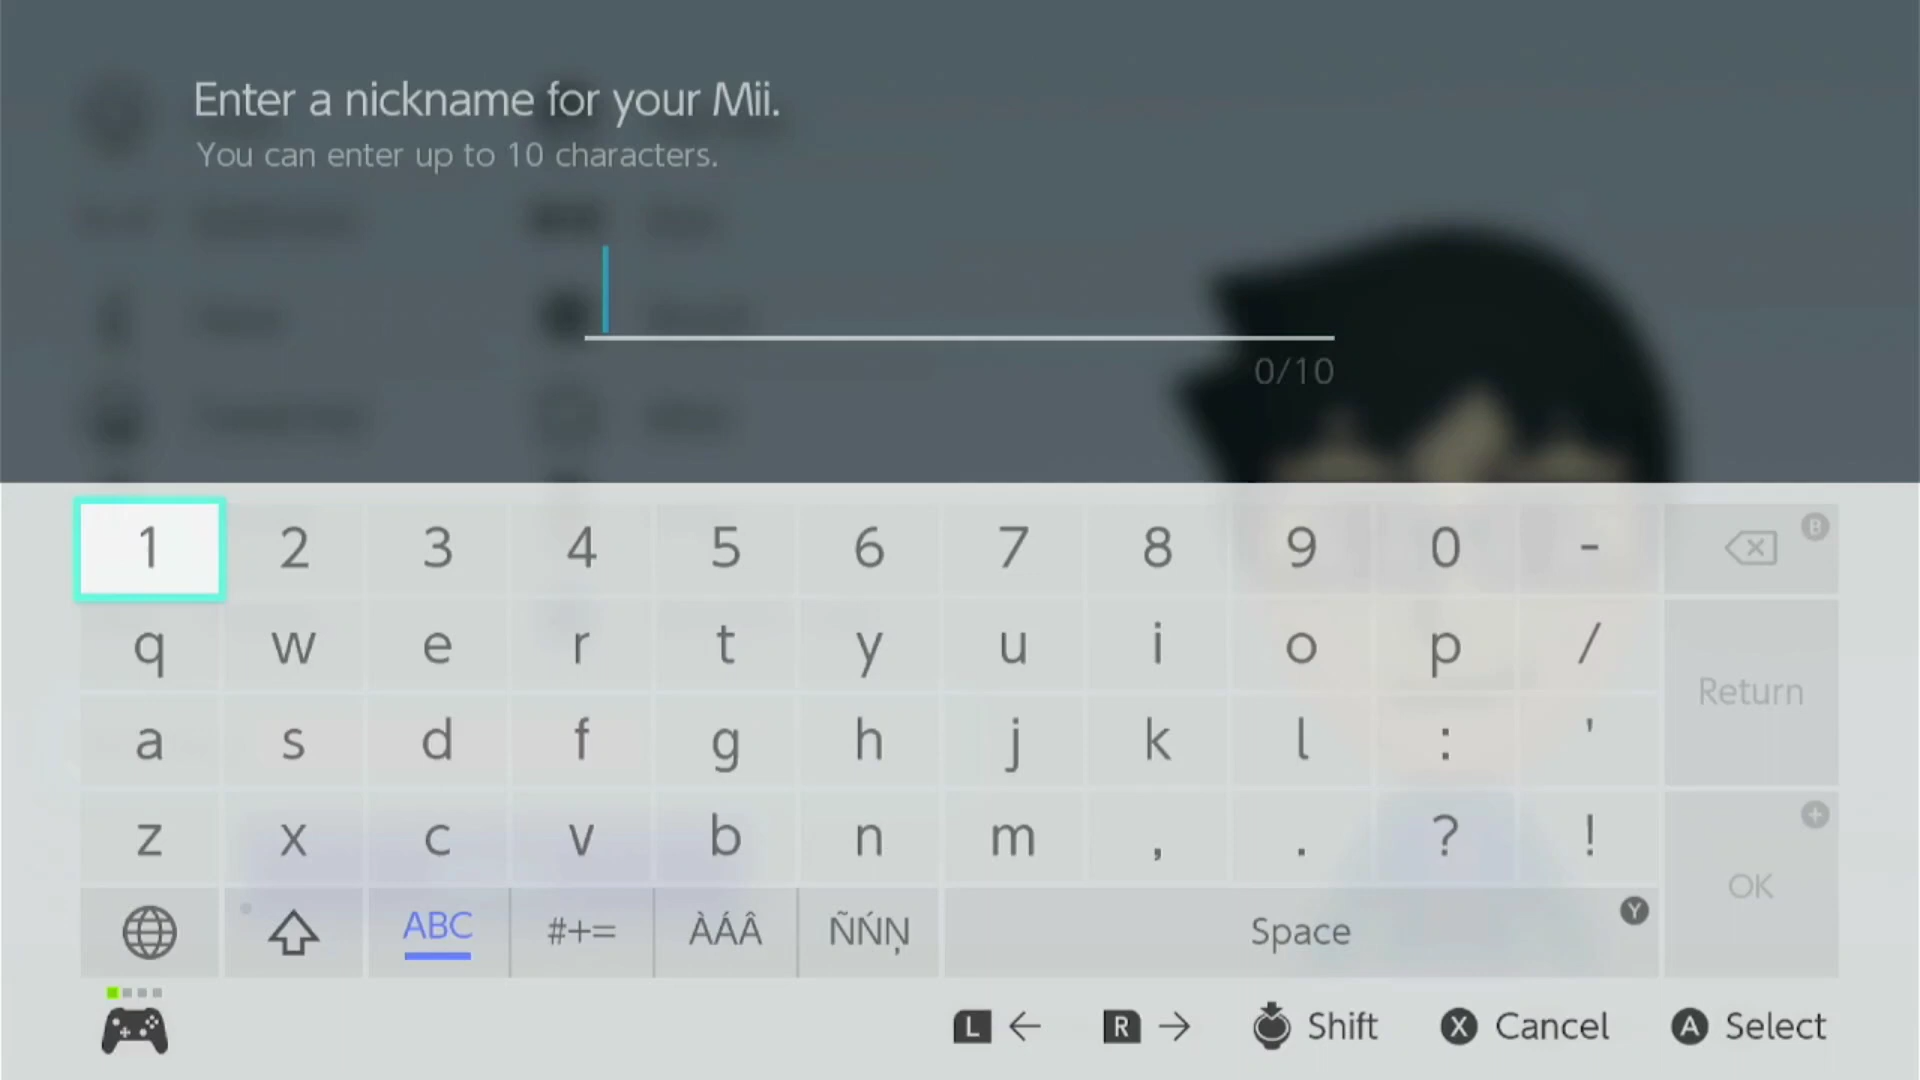 Enter a nickname for your Mii.
You can enter up to 10 characters.
0/10
1 2 3 4 5 6 7 8 9 0 - B
q w e r t y u i o p /
Return
a s d f g h j k l : '
z x c v b n m , . ? ! +
OK
ABC #+= ÀÁÂ ÑŃŅ Space Y
L ← R → Shift X Cancel A Select